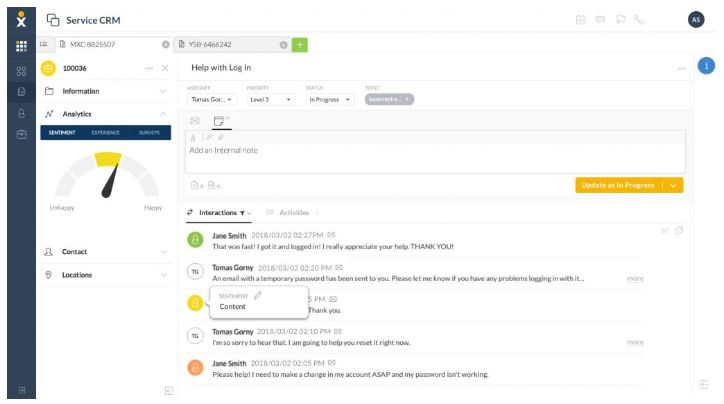 Service CRM
AS
MXC-8825507
YSB-6466242
100036
Help with Log In
Information
ASSIGNEE PRIORITY STATUS TOPIC
Tomas Gor... Level 3 In Progress Incorrect e...
Analytics
SENTIMENT EXPERIENCE SURVEYS
Add an Internal note
Unhappy Happy
Update as In Progress
Interactions Activities
Jane Smith 2018/03/02 02:27PM
That was fast! I got it and logged in! I really appreciate your help. THANK YOU!
Contact
TG Tomas Gorny 2018/03/02 02:20 PM
An email with a temporary password has been sent to you. Please let me know if you have any problems logging in with it... more
Locations
SENTIMENT
Content
5 PM
Thank you.
TG Tomas Gorny 2018/03/02 02:10 PM
I'm so sorry to hear that. I am going to help you reset it right now. more
Jane Smith 2018/03/02 02:05 PM
Please help! I need to make a change in my account ASAP and my password isn't working.